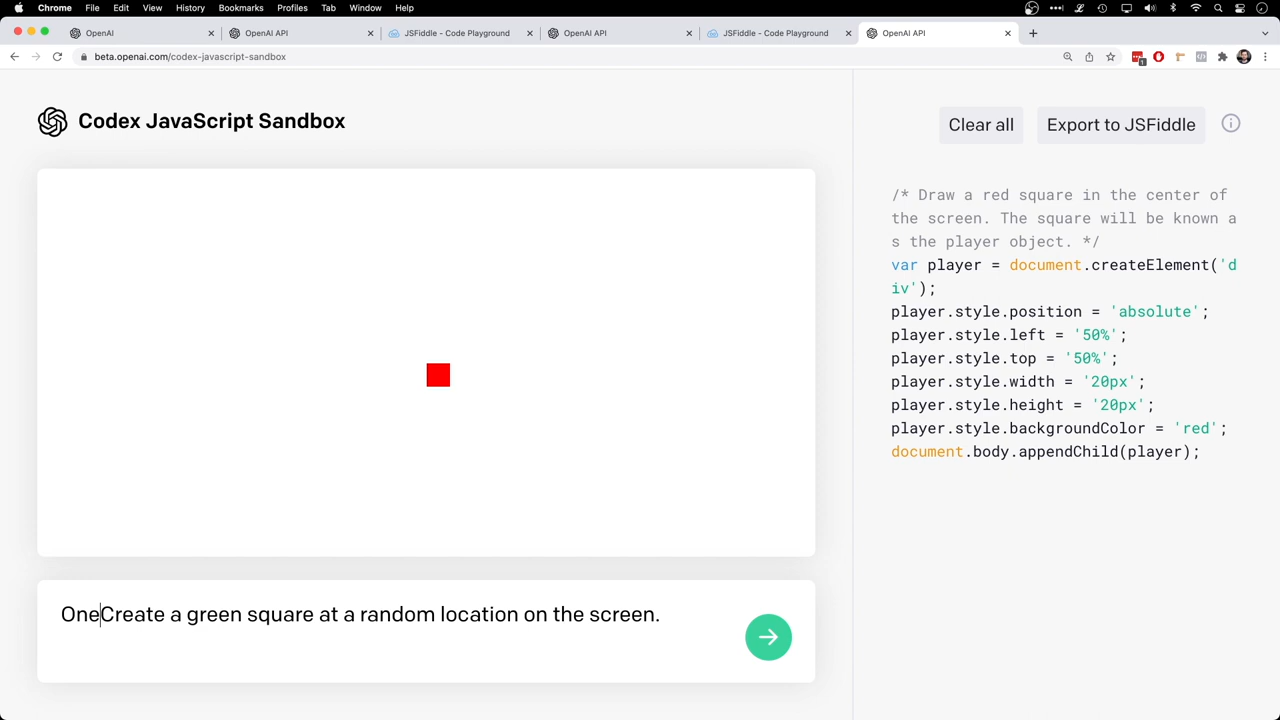 Chrome File Edit View History Bookmarks Profiles Tab Window Help
OpenAI OpenAI API JSFiddle - Code Playground OpenAI API JSFiddle - Code Playground OpenAI API
beta.openai.com/codex-javascript-sandbox
1
Codex JavaScript Sandbox
Clear all Export to JSFiddle
/* Draw a red square in the center of
the screen. The square will be known a
s the player object. */
var player = document.createElement('d
iv');
player.style.position = 'absolute';
player.style.left = '50%';
player.style.top = '50%';
player.style.width = '20px';
player.style.height = '20px';
player.style.backgroundColor = 'red';
document.body.appendChild(player);
OneCreate a green square at a random location on the screen.